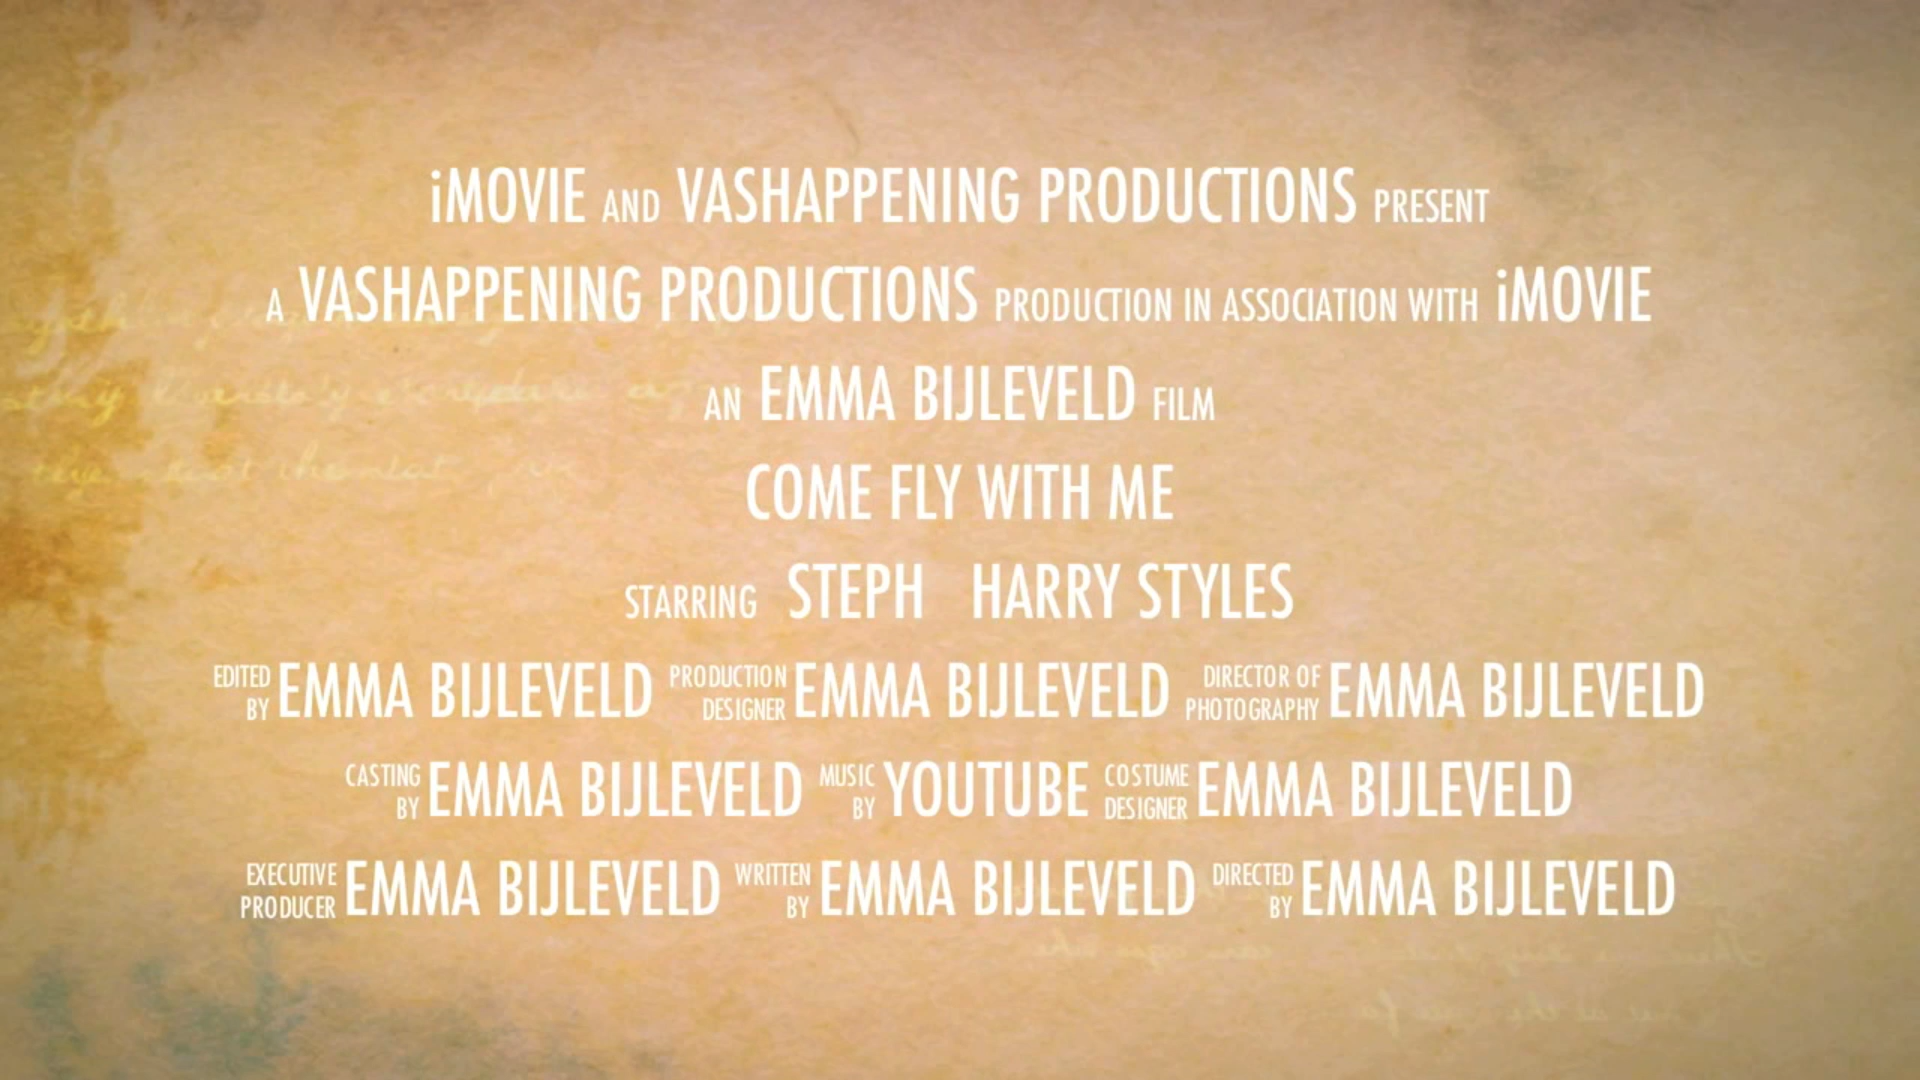 iMOVIE AND VASHAPPENING PRODUCTIONS PRESENT
A VASHAPPENING PRODUCTIONS PRODUCTION IN ASSOCIATION WITH iMOVIE
AN EMMA BIJLEVELD FILM
COME FLY WITH ME
STARRING STEPH HARRY STYLES
EDITED BY EMMA BIJLEVELD PRODUCTION DESIGNER EMMA BIJLEVELD DIRECTOR OF PHOTOGRAPHY EMMA BIJLEVELD
CASTING BY EMMA BIJLEVELD MUSIC BY YOUTUBE COSTUME DESIGNER EMMA BIJLEVELD
EXECUTIVE PRODUCER EMMA BIJLEVELD WRITTEN BY EMMA BIJLEVELD DIRECTED BY EMMA BIJLEVELD